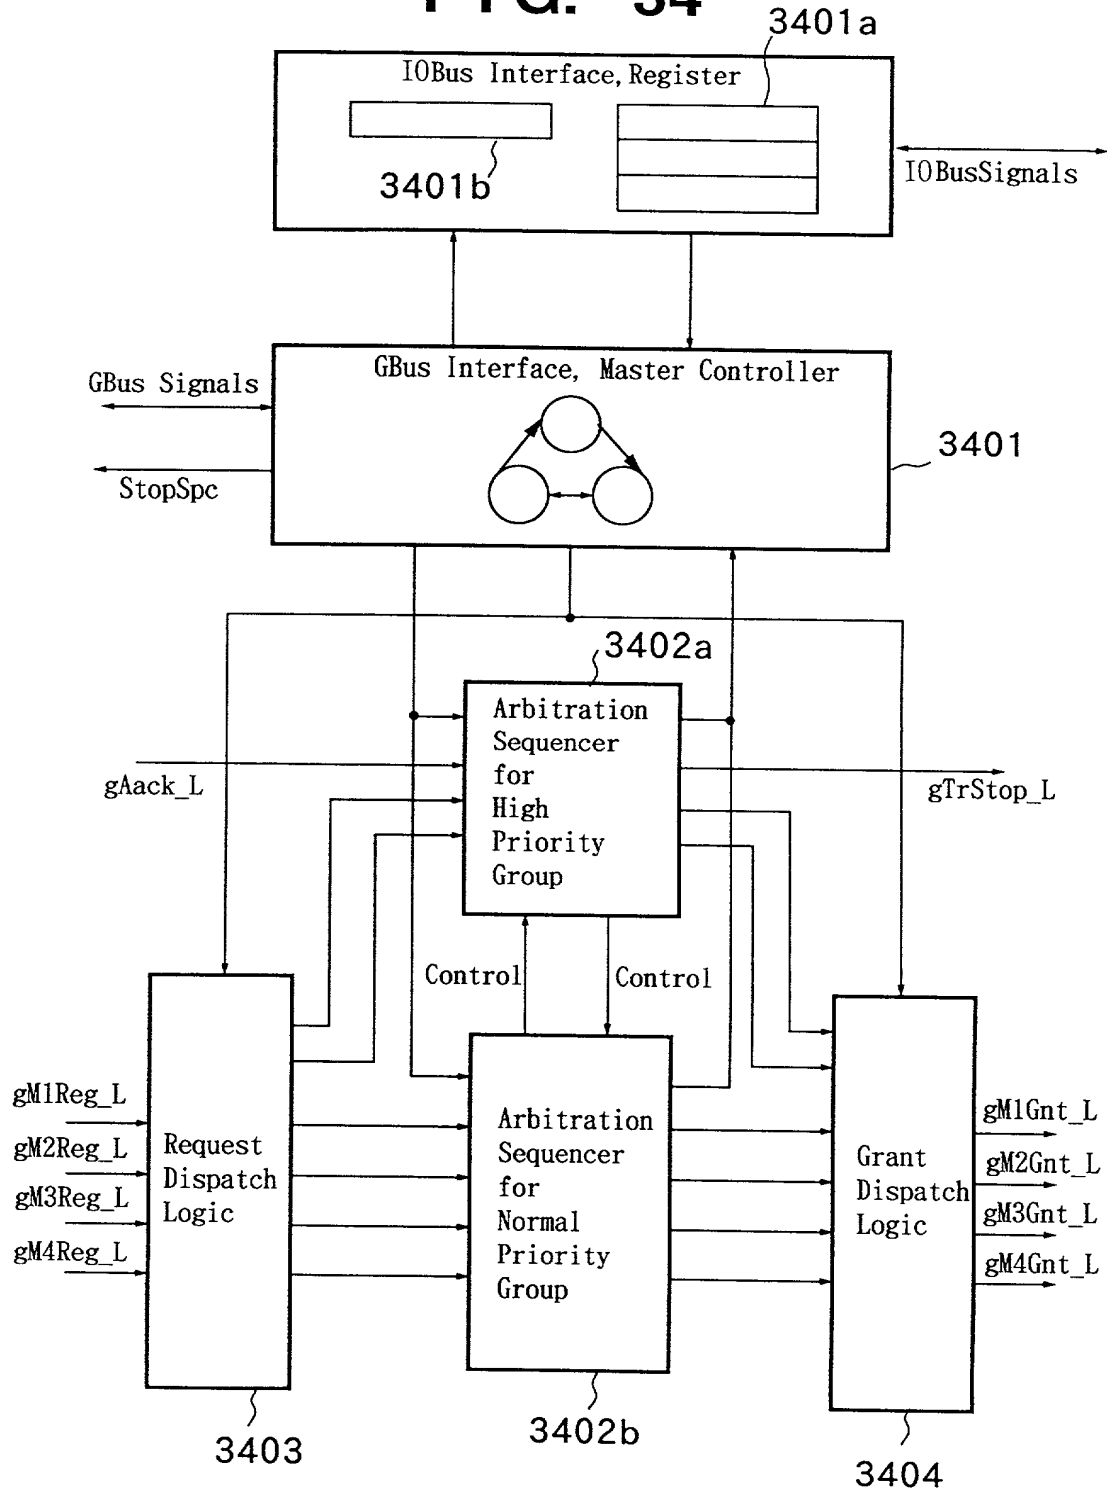 FIG. 34
3401a
IOBus Interface, Register
3401b
IOBusSignals
GBus Interface, Master Controller
GBus Signals
StopSpc
3401
3402a
Arbitration
Sequencer
for
High
Priority
Group
gAack_L
gTrStop_L
Control
Control
gM1Reg_L
gM2Reg_L
gM3Reg_L
gM4Reg_L
Request
Dispatch
Logic
Arbitration
Sequencer
for
Normal
Priority
Group
Grant
Dispatch
Logic
gM1Gnt_L
gM2Gnt_L
gM3Gnt_L
gM4Gnt_L
3403
3402b
3404